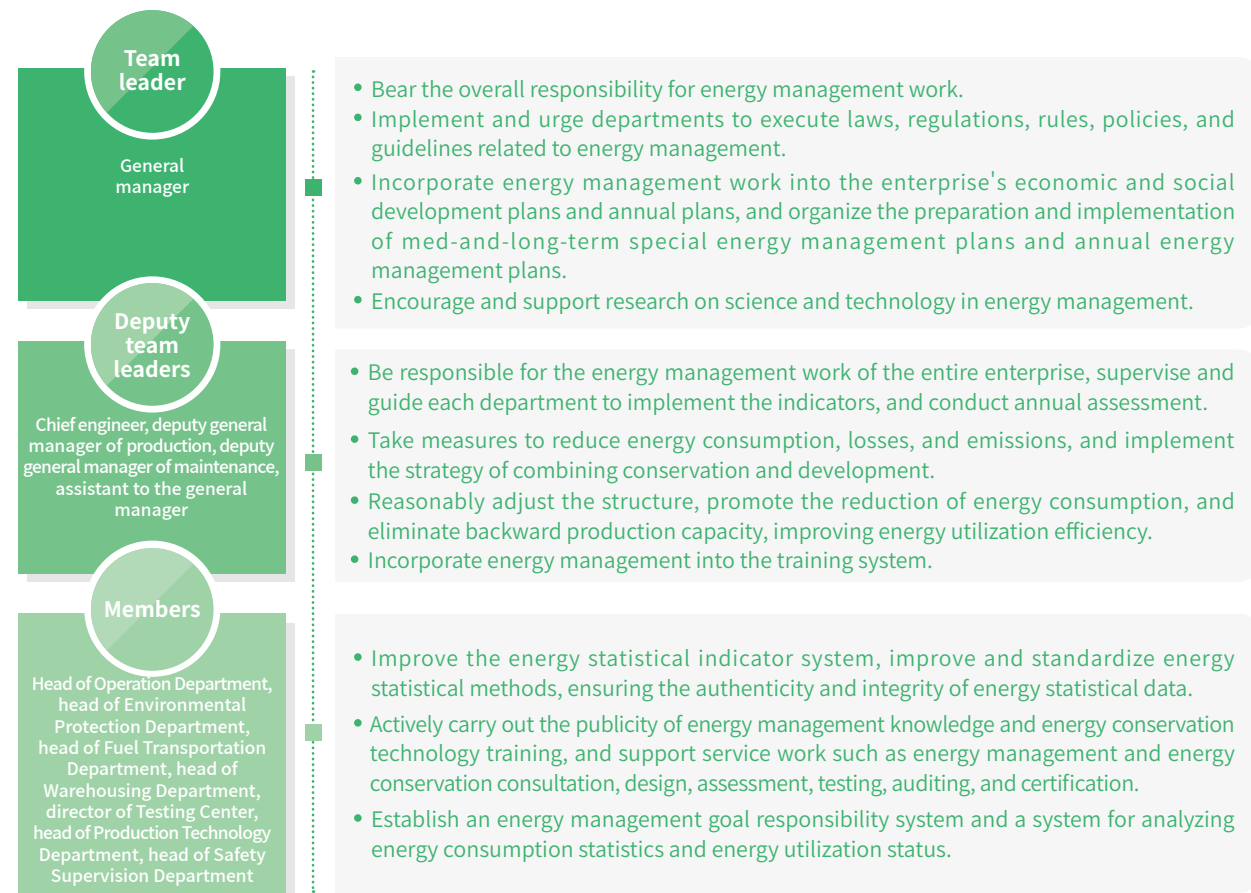 Team
leader
General
manager
• Bear the overall responsibility for energy management work.
• Implement and urge departments to execute laws, regulations, rules, policies, and
guidelines related to energy management.
• Incorporate energy management work into the enterprise's economic and social
development plans and annual plans, and organize the preparation and implementation
of med-and-long-term special energy management plans and annual energy
management plans.
• Encourage and support research on science and technology in energy management.
Deputy
team
leaders
Chief engineer, deputy general
manager of production, deputy
general manager of maintenance,
assistant to the general
manager
• Be responsible for the energy management work of the entire enterprise, supervise and
guide each department to implement the indicators, and conduct annual assessment.
• Take measures to reduce energy consumption, losses, and emissions, and implement
the strategy of combining conservation and development.
• Reasonably adjust the structure, promote the reduction of energy consumption, and
eliminate backward production capacity, improving energy utilization efficiency.
• Incorporate energy management into the training system.
Members
Head of Operation Department,
head of Environmental
Protection Department,
head of Fuel Transportation
Department, head of
Warehousing Department,
director of Testing Center,
head of Production Technology
Department, head of Safety
Supervision Department
• Improve the energy statistical indicator system, improve and standardize energy
statistical methods, ensuring the authenticity and integrity of energy statistical data.
• Actively carry out the publicity of energy management knowledge and energy conservation
technology training, and support service work such as energy management and energy
conservation consultation, design, assessment, testing, auditing, and certification.
• Establish an energy management goal responsibility system and a system for analyzing
energy consumption statistics and energy utilization status.